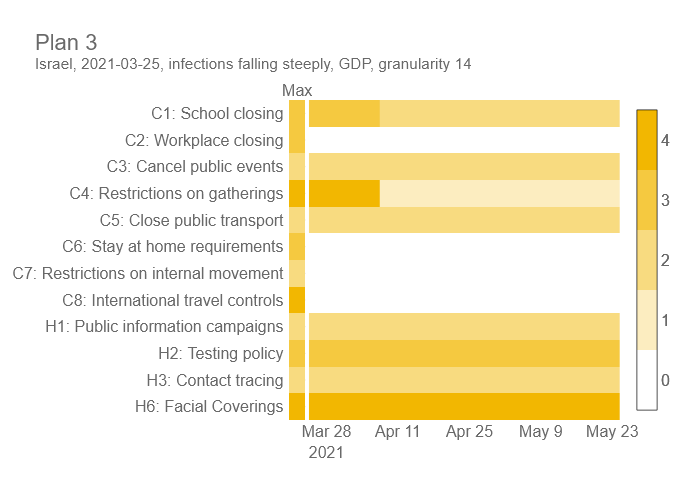 Plan 3
Israel, 2021-03-25, infections falling steeply, GDP, granularity 14
Max
C1: School closing
C2: Workplace closing
C3: Cancel public events
C4: Restrictions on gatherings
C5: Close public transport
C6: Stay at home requirements
C7: Restrictions on internal movement
C8: International travel controls
H1: Public information campaigns
H2: Testing policy
H3: Contact tracing
H6: Facial Coverings
4
3
2
1
0
Mar 28 Apr 11 Apr 25 May 9 May 23
2021